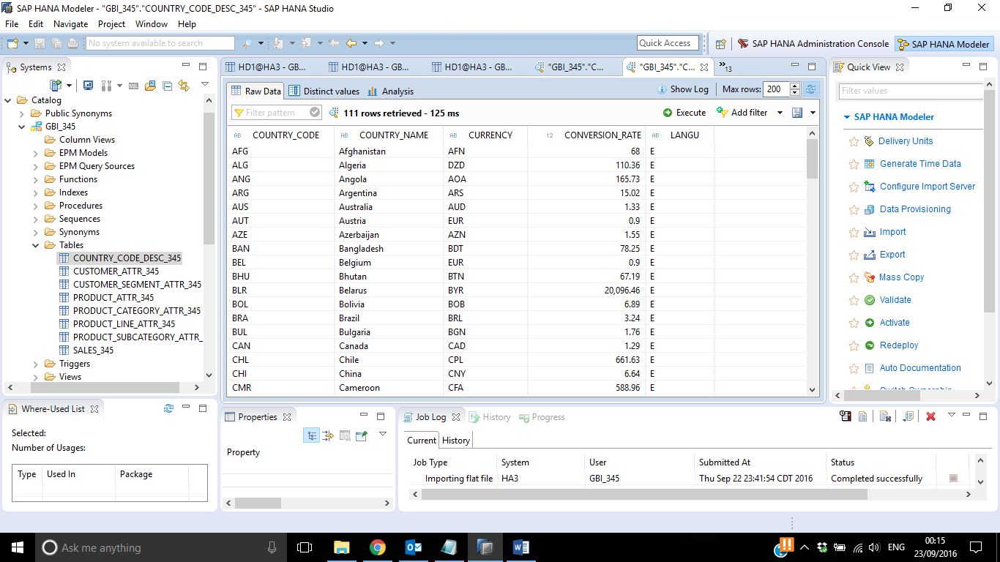 SAP HANA Modeler - "GBI_345"."COUNTRY_CODE_DESC_345" - SAP HANA Studio
File Edit Navigate Project Window Help
No system available to search
Quick Access
SAP HANA Administration Console
SAP HANA Modeler
Systems
Catalog
Public Synonyms
GBI_345
Column Views
EPM Models
EPM Query Sources
Functions
Indexes
Procedures
Sequences
Synonyms
Tables
COUNTRY_CODE_DESC_345
CUSTOMER_ATTR_345
CUSTOMER_SEGMENT_ATTR_345
PRODUCT_ATTR_345
PRODUCT_CATEGORY_ATTR_345
PRODUCT_LINE_ATTR_345
PRODUCT_SUBCATEGORY_ATTR_
SALES_345
Triggers
Views
HD1@HA3 - GB... HD1@HA3 - GB... HD1@HA3 - GB... "GBI_345"."C... "GBI_345"."C... »13
Raw Data Distinct values Analysis
Show Log Max rows: 200
Filter pattern 111 rows retrieved - 125 ms Execute Add filter
AB COUNTRY_CODE AB COUNTRY_NAME AB CURRENCY 12 CONVERSION_RATE AB LANGU
AFG Afghanistan AFN 68 E
ALG Algeria DZD 110.36 E
ANG Angola AOA 165.73 E
ARG Argentina ARS 15.02 E
AUS Australia AUD 1.33 E
AUT Austria EUR 0.9 E
AZE Azerbaijan AZN 1.55 E
BAN Bangladesh BDT 78.25 E
BEL Belgium EUR 0.9 E
BHU Bhutan BTN 67.19 E
BLR Belarus BYR 20,096.46 E
BOL Bolivia BOB 6.89 E
BRA Brazil BRL 3.24 E
BUL Bulgaria BGN 1.76 E
CAN Canada CAD 1.29 E
CHL Chile CPL 661.63 E
CHI China CNY 6.64 E
CMR Cameroon CFA 588.96 E
Quick View
Filter values
SAP HANA Modeler
Delivery Units
Generate Time Data
Configure Import Server
Data Provisioning
Import
Export
Mass Copy
Validate
Activate
Redeploy
Auto Documentation
Switch Ownership
Where-Used List
Selected:
Number of Usages:
Type Used In Package
Properties
Property
Job Log History Progress
Current History
Job Type System User Submitted At Status
Importing flat file HA3 GBI_345 Thu Sep 22 23:41:54 CDT 2016 Completed successfully
Ask me anything
ENG
00:15
23/09/2016